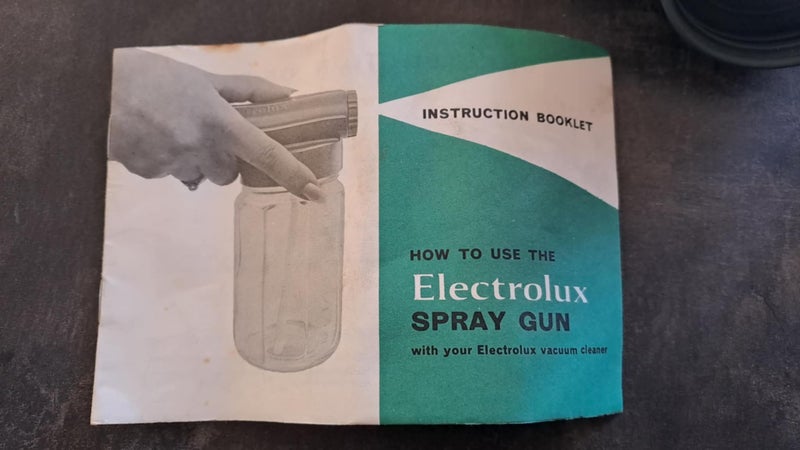 INSTRUCTION BOOKLET
HOW TO USE THE
Electrolux
SPRAY GUN
with your Electrolux vacuum cleaner